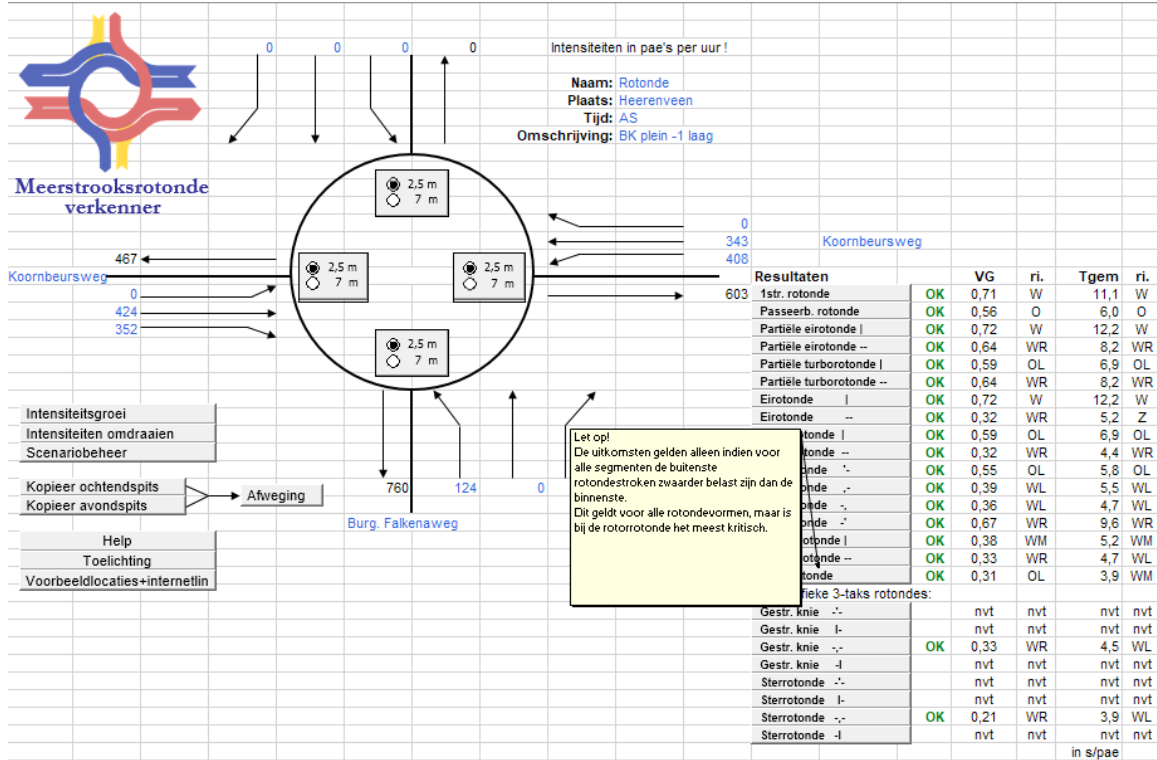 0 0 0 0 Intensiteiten in pae's per uur !
Naam: Rotonde
Plaats: Heerenveen
Tijd: AS
Omschrijving: BK plein -1 laag
Meerstrooksrotonde
verkenner
2,5 m
7 m
2,5 m
7 m
2,5 m
7 m
2,5 m
7 m
0
343 Koornbeursweg
408
603
467
Koornbeursweg
0
424
352
760 124 0
Burg. Falkenaweg
Intensiteitsgroei
Intensiteiten omdraaien
Scenariobeheer
Kopieer ochtendspits
Kopieer avondspits
Afweging
Help
Toelichting
Voorbeeldlocaties+internetlin
Let op!
De uitkomsten gelden alleen indien voor
alle segmenten de buitenste
rotondestroken zwaarder belast zijn dan de
binnenste.
Dit geldt voor alle rotondevormen, maar is
bij de rotorrotonde het meest kritisch.
Resultaten VG ri. Tgem ri.
1str. rotonde OK 0,71 W 11,1 W
Passeerb. rotonde OK 0,56 O 6,0 O
Partiële eirotonde | OK 0,72 W 12,2 W
Partiële eirotonde -- OK 0,64 WR 8,2 WR
Partiële turborotonde | OK 0,59 OL 6,9 OL
Partiële turborotonde -- OK 0,64 WR 8,2 WR
Eirotonde | OK 0,72 W 12,2 W
Eirotonde -- OK 0,32 WR 5,2 Z
tonde | OK 0,59 OL 6,9 OL
tonde -- OK 0,32 WR 4,4 WR
onde '- OK 0,55 OL 5,8 OL
onde ,- OK 0,39 WL 5,5 WL
onde -, OK 0,36 WL 4,7 WL
onde -' OK 0,67 WR 9,6 WR
otonde | OK 0,38 WM 5,2 WM
otonde -- OK 0,33 WR 4,7 WL
tonde OK 0,31 OL 3,9 WM
fieke 3-taks rotondes:
Gestr. knie -'- nvt nvt nvt nvt
Gestr. knie |- nvt nvt nvt nvt
Gestr. knie -,- OK 0,33 WR 4,5 WL
Gestr. knie -| nvt nvt nvt nvt
Sterrotonde -'- nvt nvt nvt nvt
Sterrotonde |- nvt nvt nvt nvt
Sterrotonde -,- OK 0,21 WR 3,9 WL
Sterrotonde -| nvt nvt nvt nvt
in s/pae